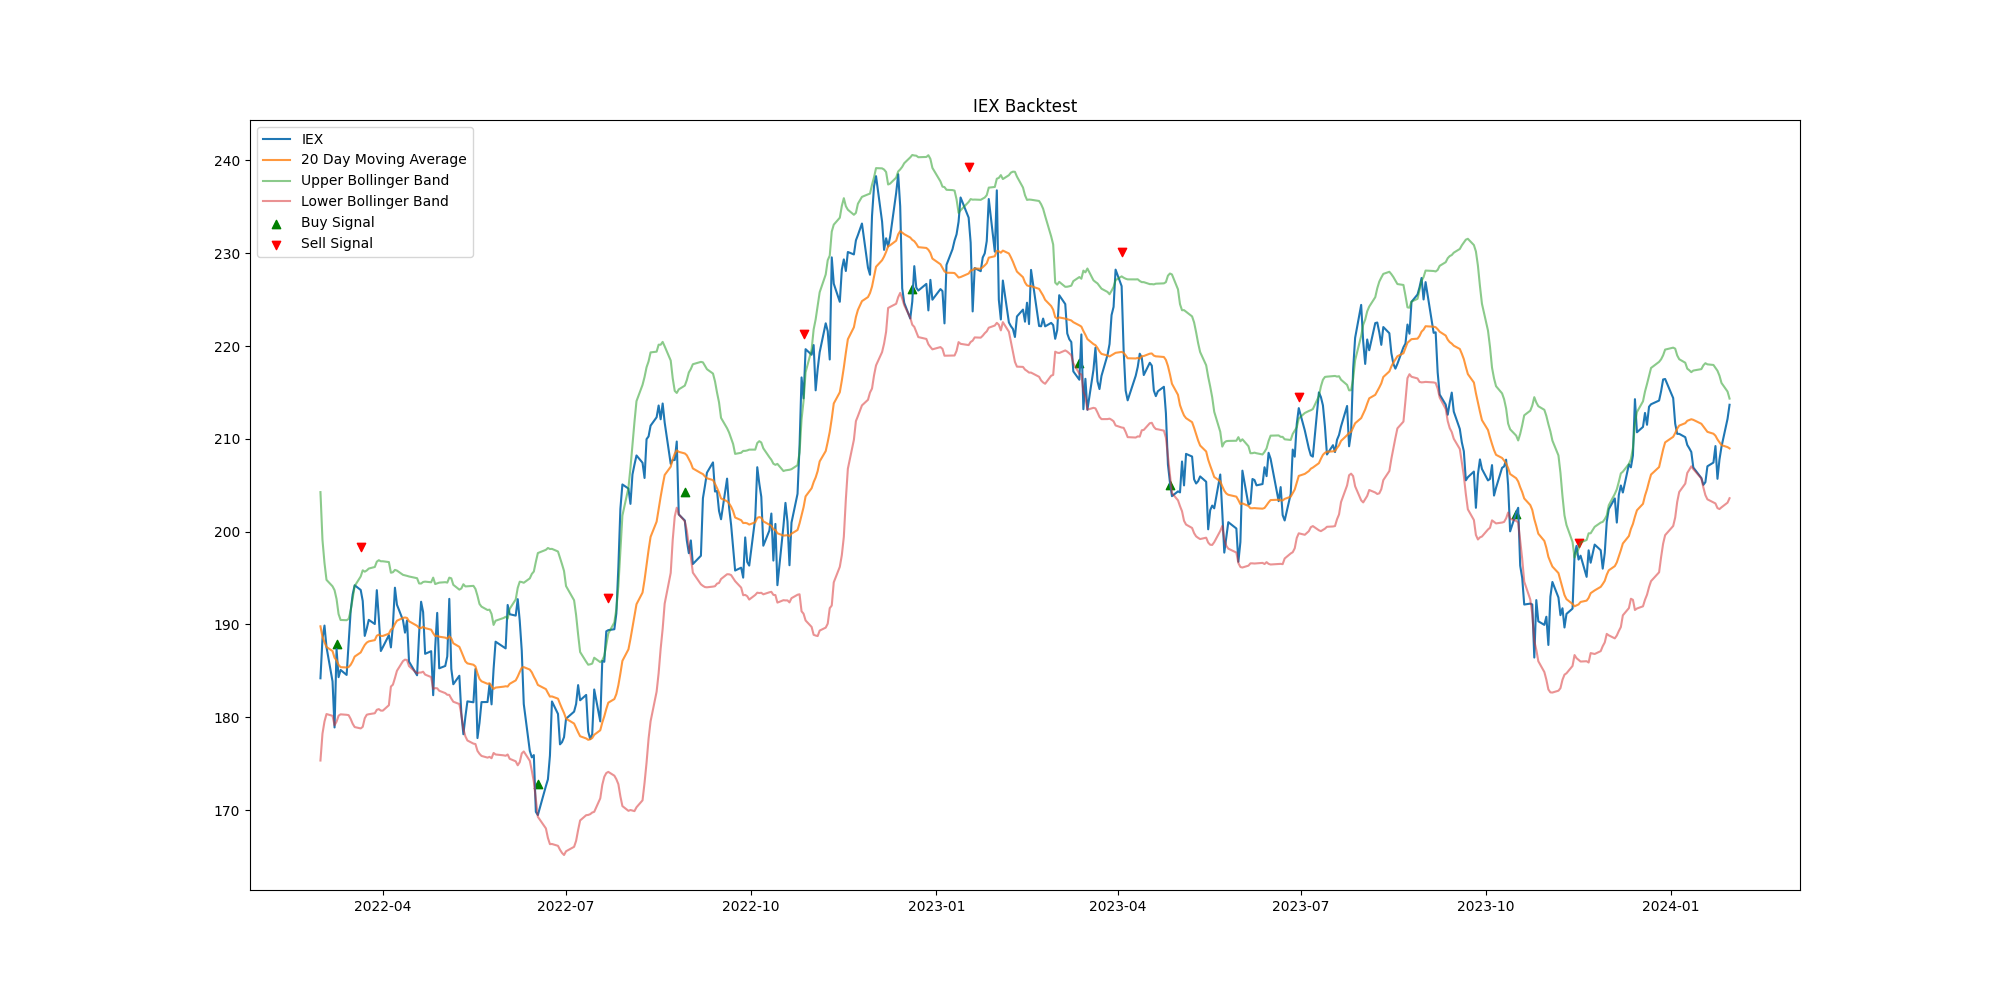 IEX Backtest
IEX
20 Day Moving Average
Upper Bollinger Band
Lower Bollinger Band
Buy Signal
Sell Signal
240
230
220
210
200
190
180
170
2022-04 2022-07 2022-10 2023-01 2023-04 2023-07 2023-10 2024-01